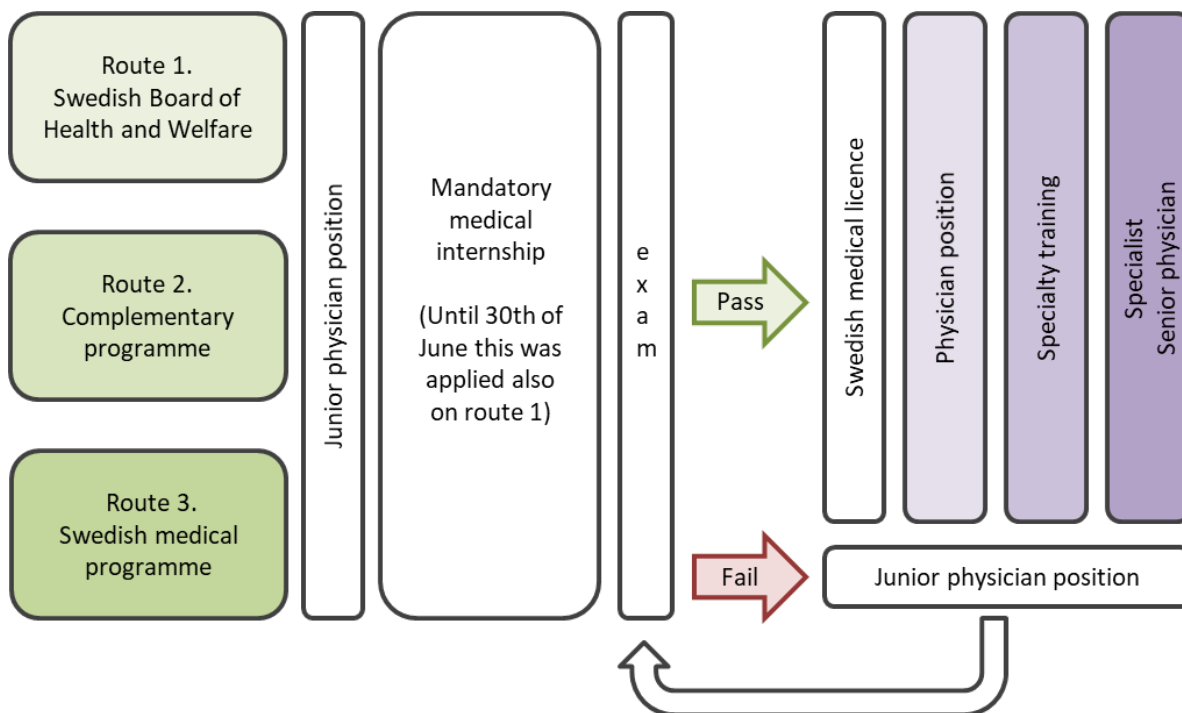 Route 1.
Swedish Board of
Health and Welfare
Route 2.
Complementary
programme
Route 3.
Swedish medical
programme
Junior physician position
Mandatory
medical
internship
(Until 30th of
June this was
applied also
on route 1)
e
x
a
m
Pass
Fail
Swedish medical licence
Physician position
Specialty training
Specialist
Senior physician
Junior physician position